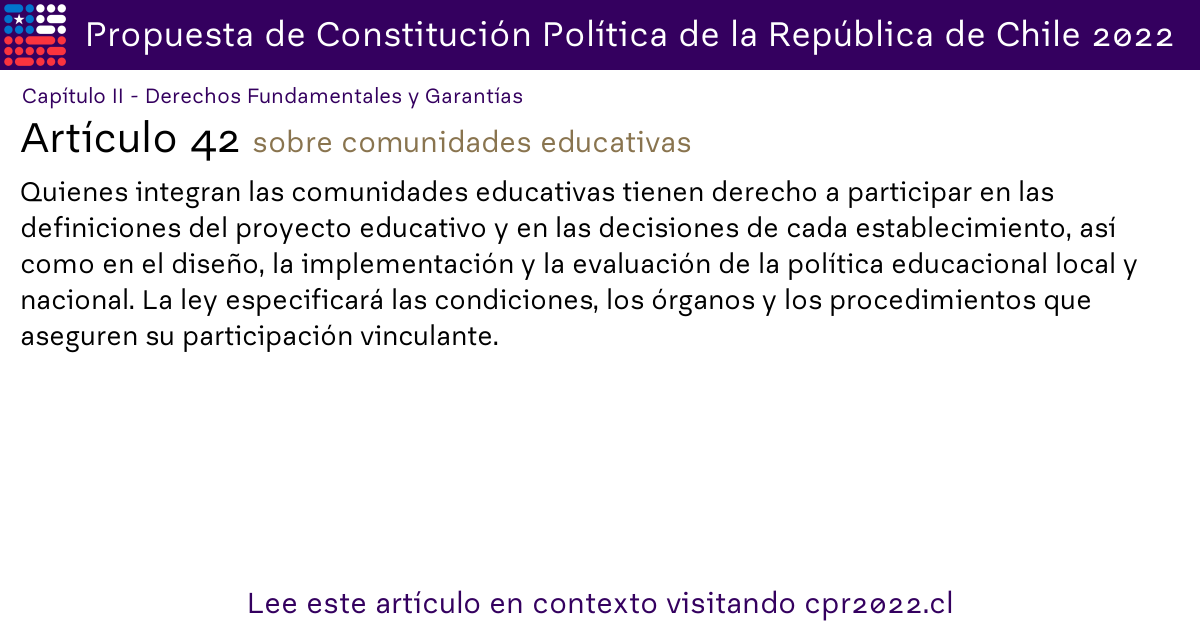 Propuesta de Constitución Política de la República de Chile 2022
Capítulo II - Derechos Fundamentales y Garantías
Artículo 42 sobre comunidades educativas
Quienes integran las comunidades educativas tienen derecho a participar en las
definiciones del proyecto educativo y en las decisiones de cada establecimiento, así
como en el diseño, la implementación y la evaluación de la política educacional local y
nacional. La ley especificará las condiciones, los órganos y los procedimientos que
aseguren su participación vinculante.
Lee este artículo en contexto visitando cpr2022.cl